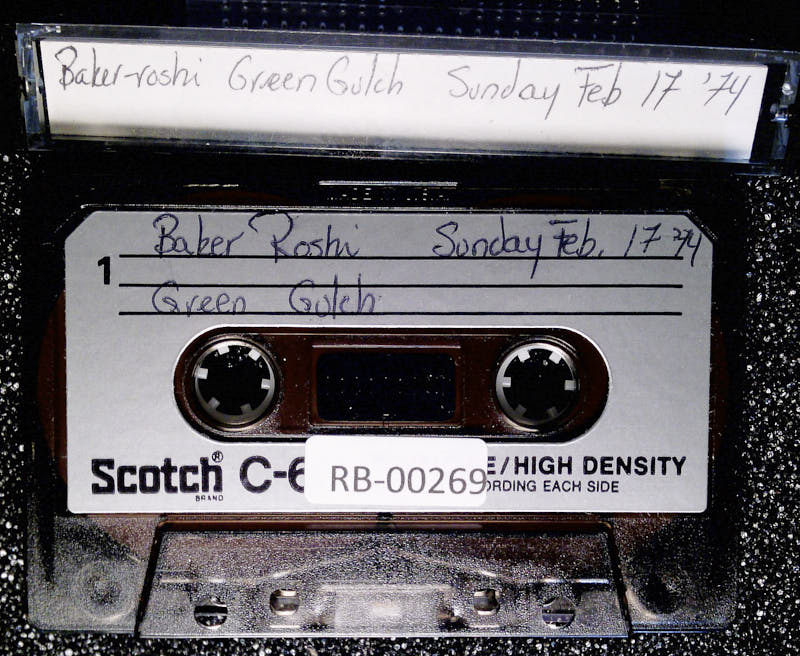 Baker-roshi Green Gulch Sunday Feb 17 '74
Baker Roshi Sunday Feb. 17 '74
1
Green Gulch
Scotch® C-6 E/HIGH DENSITY
BRAND ORDING EACH SIDE
RB-00269